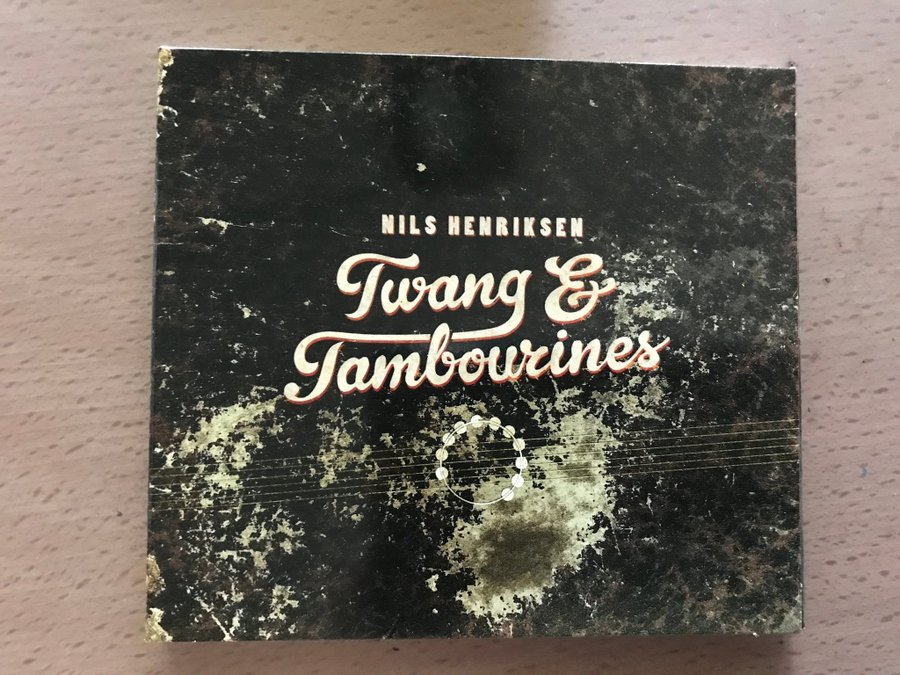 NILS HENRIKSEN
Twang &
Tambourines